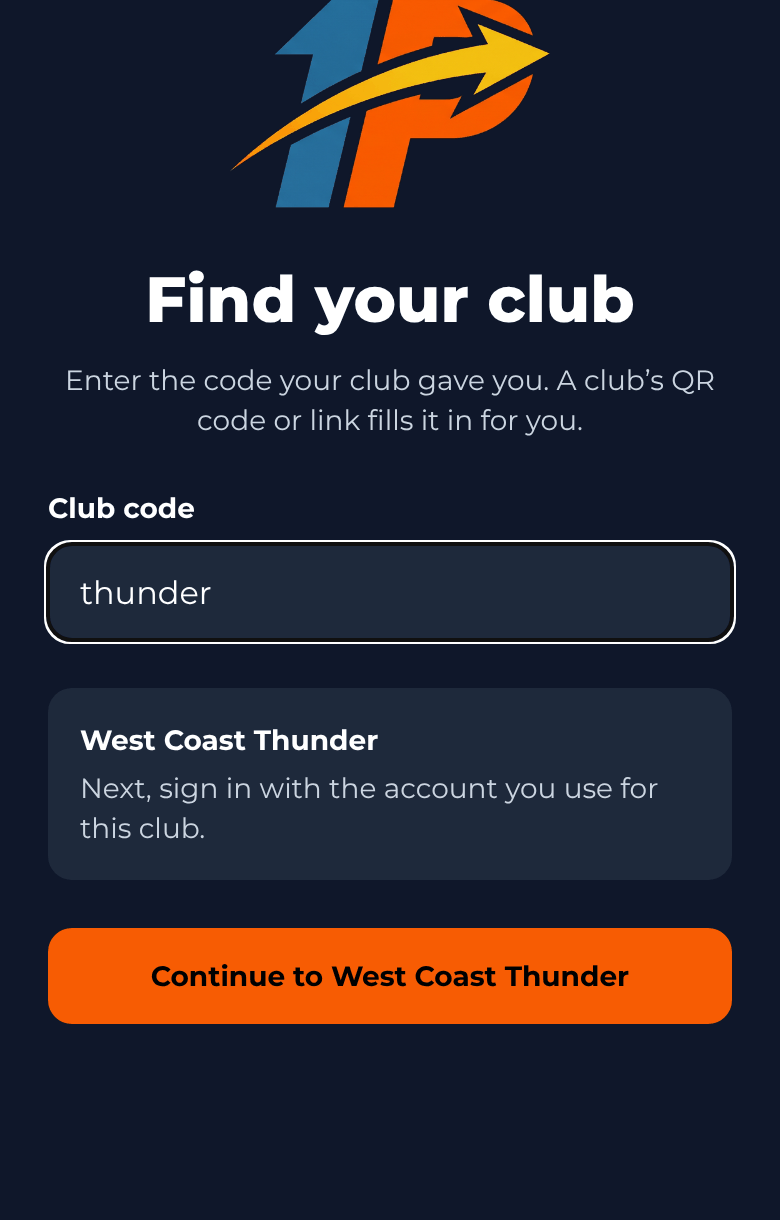 Find your club
Enter the code your club gave you. A club’s QR
code or link fills it in for you.
Club code
thunder
West Coast Thunder
Next, sign in with the account you use for
this club.
Continue to West Coast Thunder